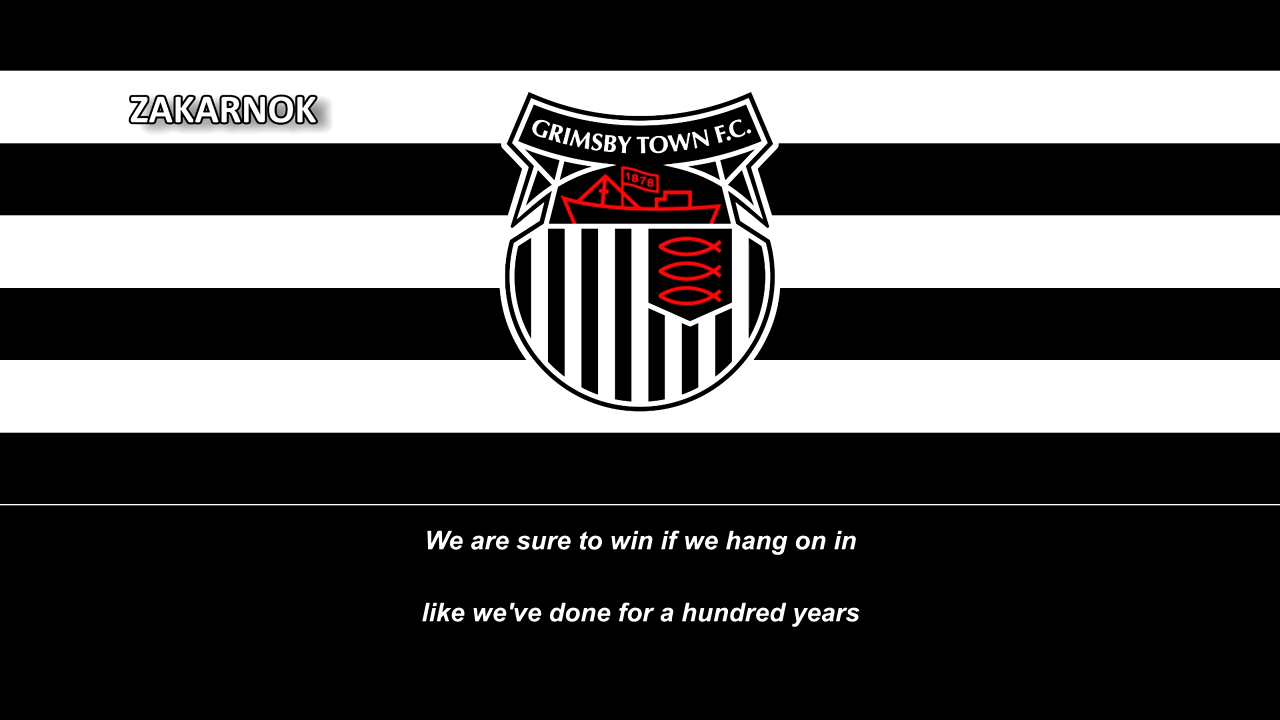 ZAKARNOK
GRIMSBY TOWN F.C.
1878
We are sure to win if we hang on in
like we've done for a hundred years